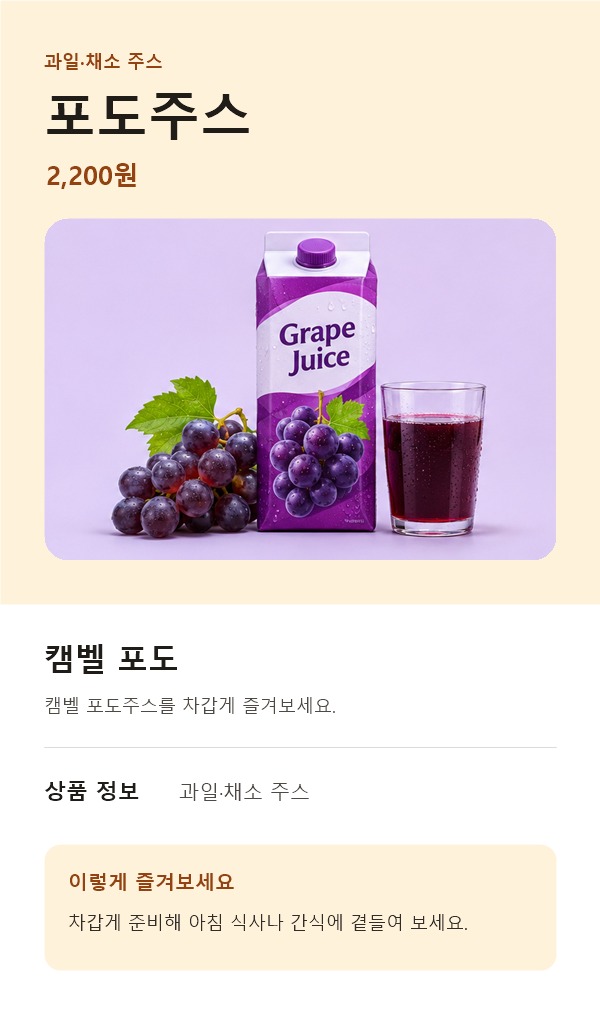 과일·채소 주스
포도주스
2,200원
Grape
Juice
캠벨 포도
캠벨 포도주스를 차갑게 즐겨보세요.
상품 정보 과일·채소 주스
이렇게 즐겨보세요
차갑게 준비해 아침 식사나 간식에 곁들여 보세요.